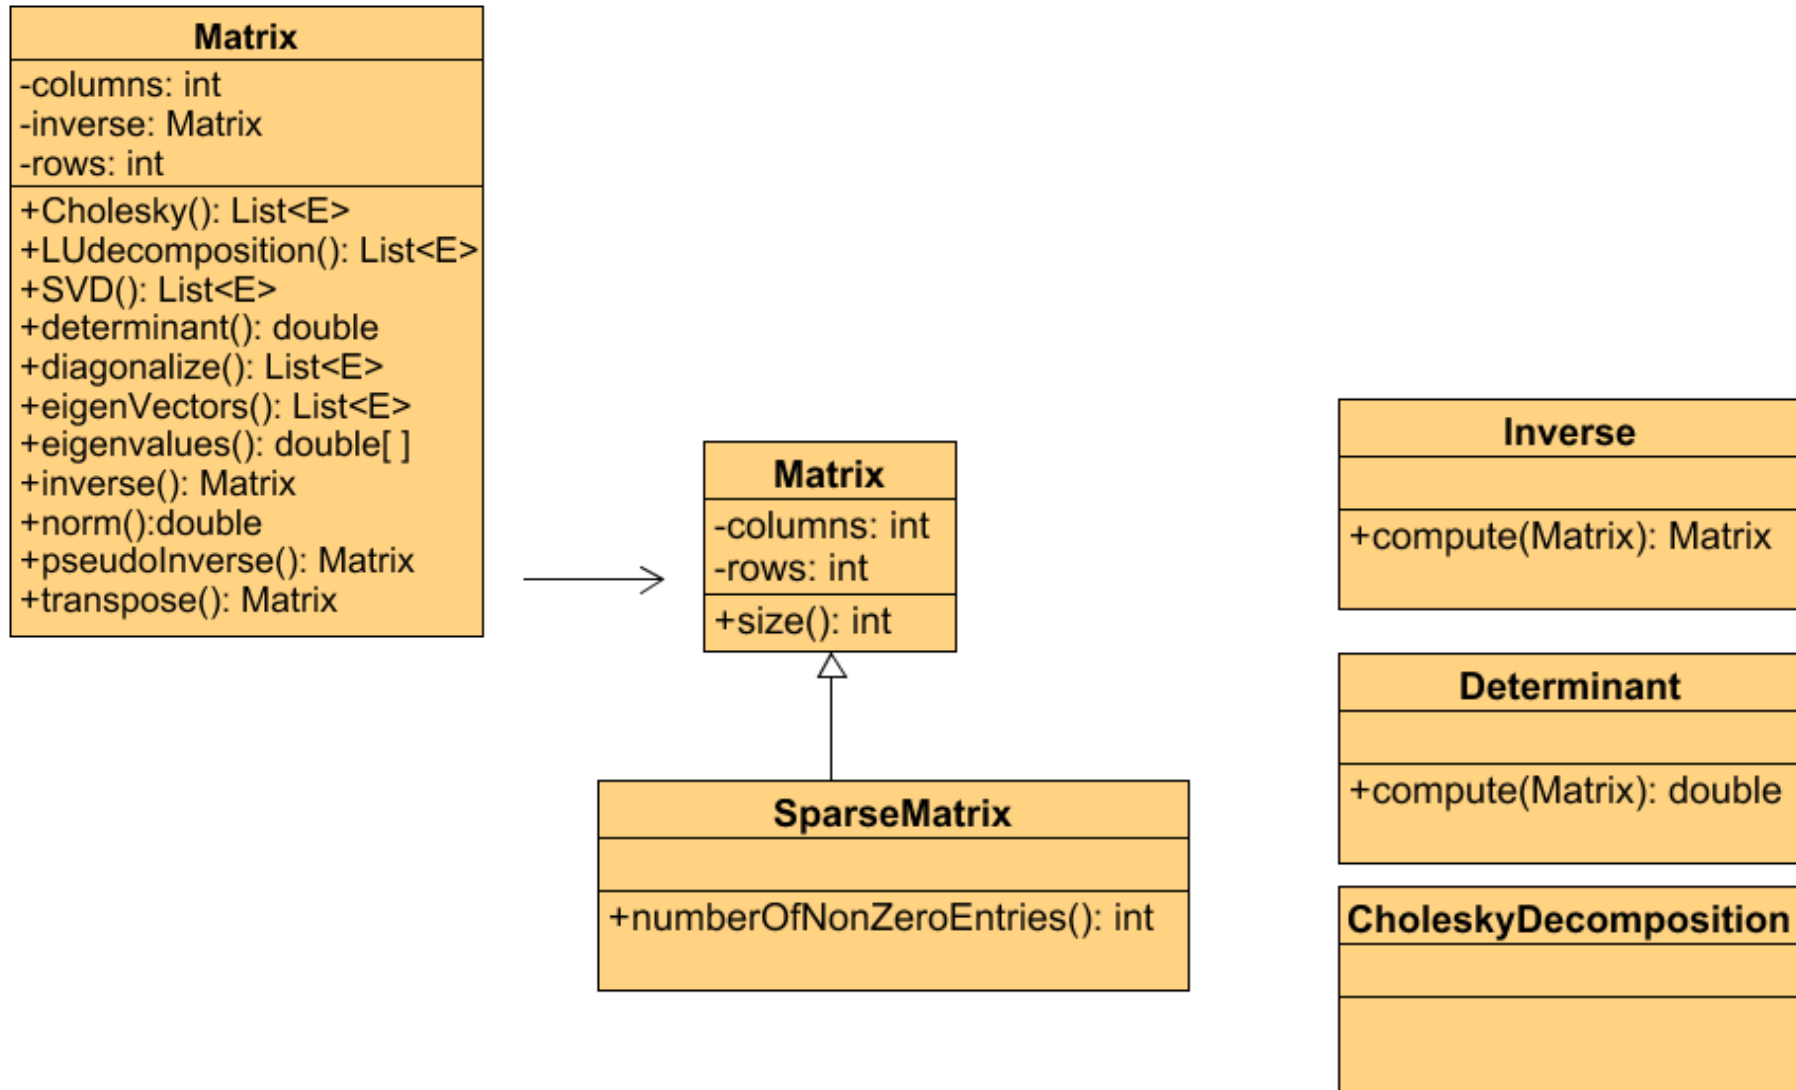 Matrix
-columns: int
-inverse: Matrix
-rows: int
+Cholesky(): List<E>
+LUdecomposition(): List<E>
+SVD(): List<E>
+determinant(): double
+diagonalize(): List<E>
+eigenVectors(): List<E>
+eigenvalues(): double[ ]
+inverse(): Matrix
+norm():double
+pseudoInverse(): Matrix
+transpose(): Matrix
Matrix
-columns: int
-rows: int
+size(): int
SparseMatrix
+numberOfNonZeroEntries(): int
Inverse
+compute(Matrix): Matrix
Determinant
+compute(Matrix): double
CholeskyDecomposition